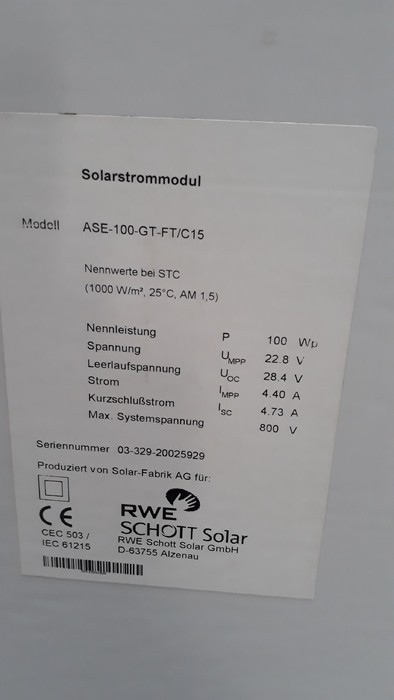 Solarstrommodul
Modell ASE-100-GT-FT/C15
Nennwerte bei STC
(1000 W/m², 25°C, AM 1,5)
Nennleistung P 100 Wp
Spannung UMPP 22.8 V
Leerlaufspannung UOC 28.4 V
Strom IMPP 4.40 A
Kurzschlußstrom ISC 4.73 A
Max. Systemspannung 800 V
Seriennummer 03-329-20025929
Produziert von Solar-Fabrik AG für:
CE
CEC 503 /
IEC 61215
RWE
SCHOTT Solar
RWE Schott Solar GmbH
D-63755 Alzenau